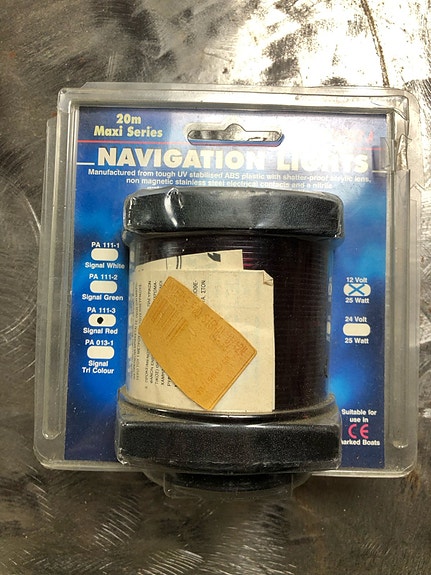 20m
Maxi Series
NAVIGATION LIGHTS
Manufactured from tough UV stabilised ABS plastic with shatter-proof acrylic lens,
non magnetic stainless steel electrical contacts and a nitrile
PA 111-1
Signal White
PA 111-2
Signal Green
PA 111-3
Signal Red
PA 013-1
Signal
Tri Colour
12 Volt
25 Watt
24 Volt
25 Watt
Suitable for
use in
CE
marked Boats